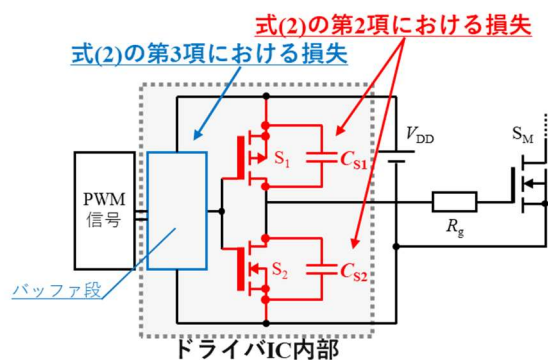 式(2)の第2項における損失
式(2)の第3項における損失
S1
CS1
VDD
SM
PWM
信号
Rg
S2
CS2
バッファ段
ドライバIC内部